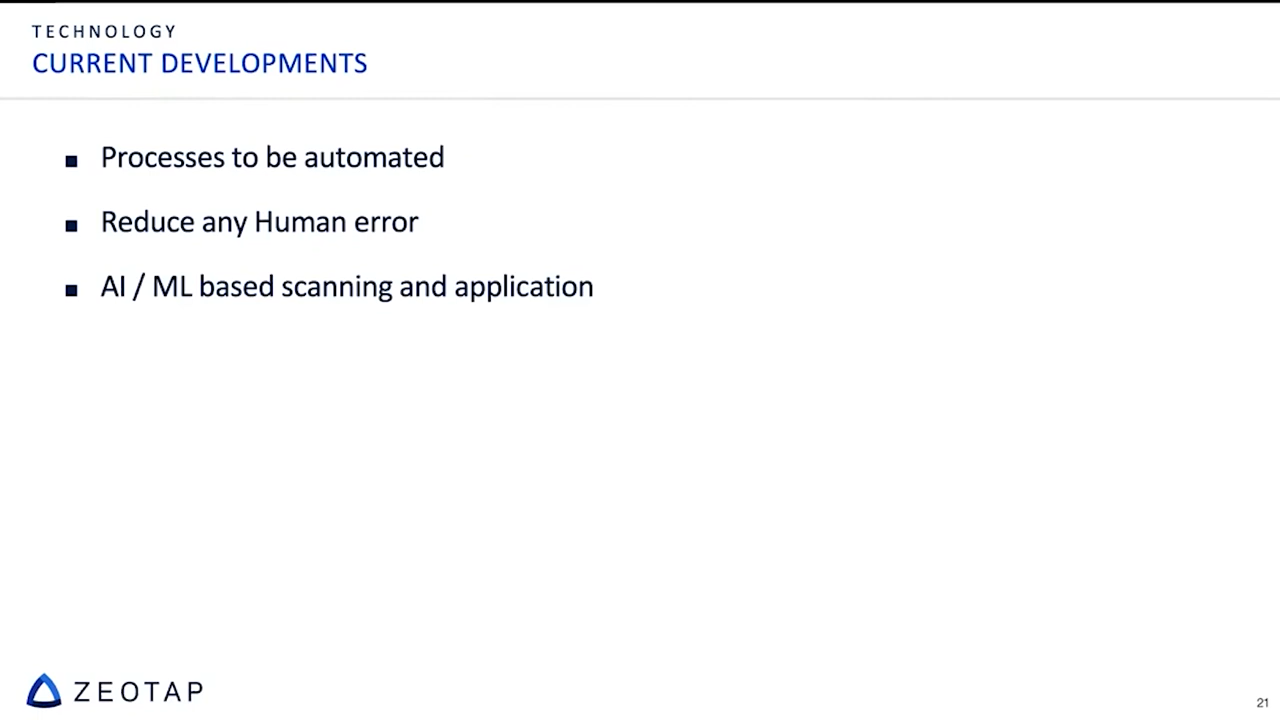 TECHNOLOGY
CURRENT DEVELOPMENTS
Processes to be automated
Reduce any Human error
AI / ML based scanning and application
ZEOTAP
21